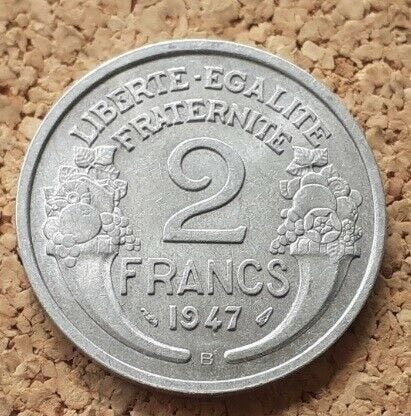 LIBERTE · EGALITE
FRATERNITE
2
FRANCS
1947
B